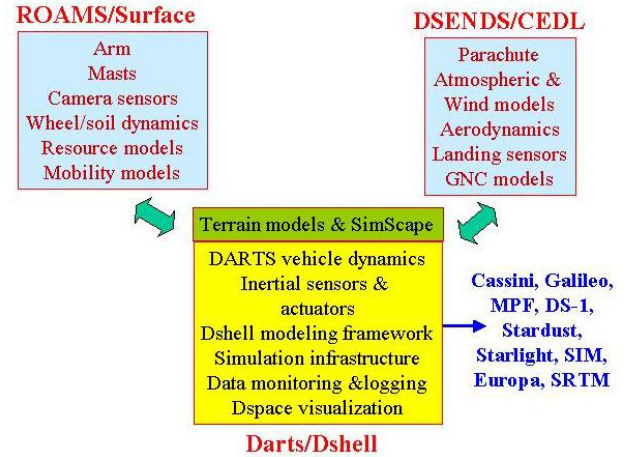 ROAMS/Surface
Arm
Masts
Camera sensors
Wheel/soil dynamics
Resource models
Mobility models
DSENDS/CEDL
Parachute
Atmospheric &
Wind models
Aerodynamics
Landing sensors
GNC models
Terrain models & SimScape
DARTS vehicle dynamics
Inertial sensors &
actuators
Dshell modeling framework
Simulation infrastructure
Data monitoring &logging
Dspace visualization
Darts/Dshell
Cassini, Galileo,
MPF, DS-1,
Stardust,
Starlight, SIM,
Europa, SRTM